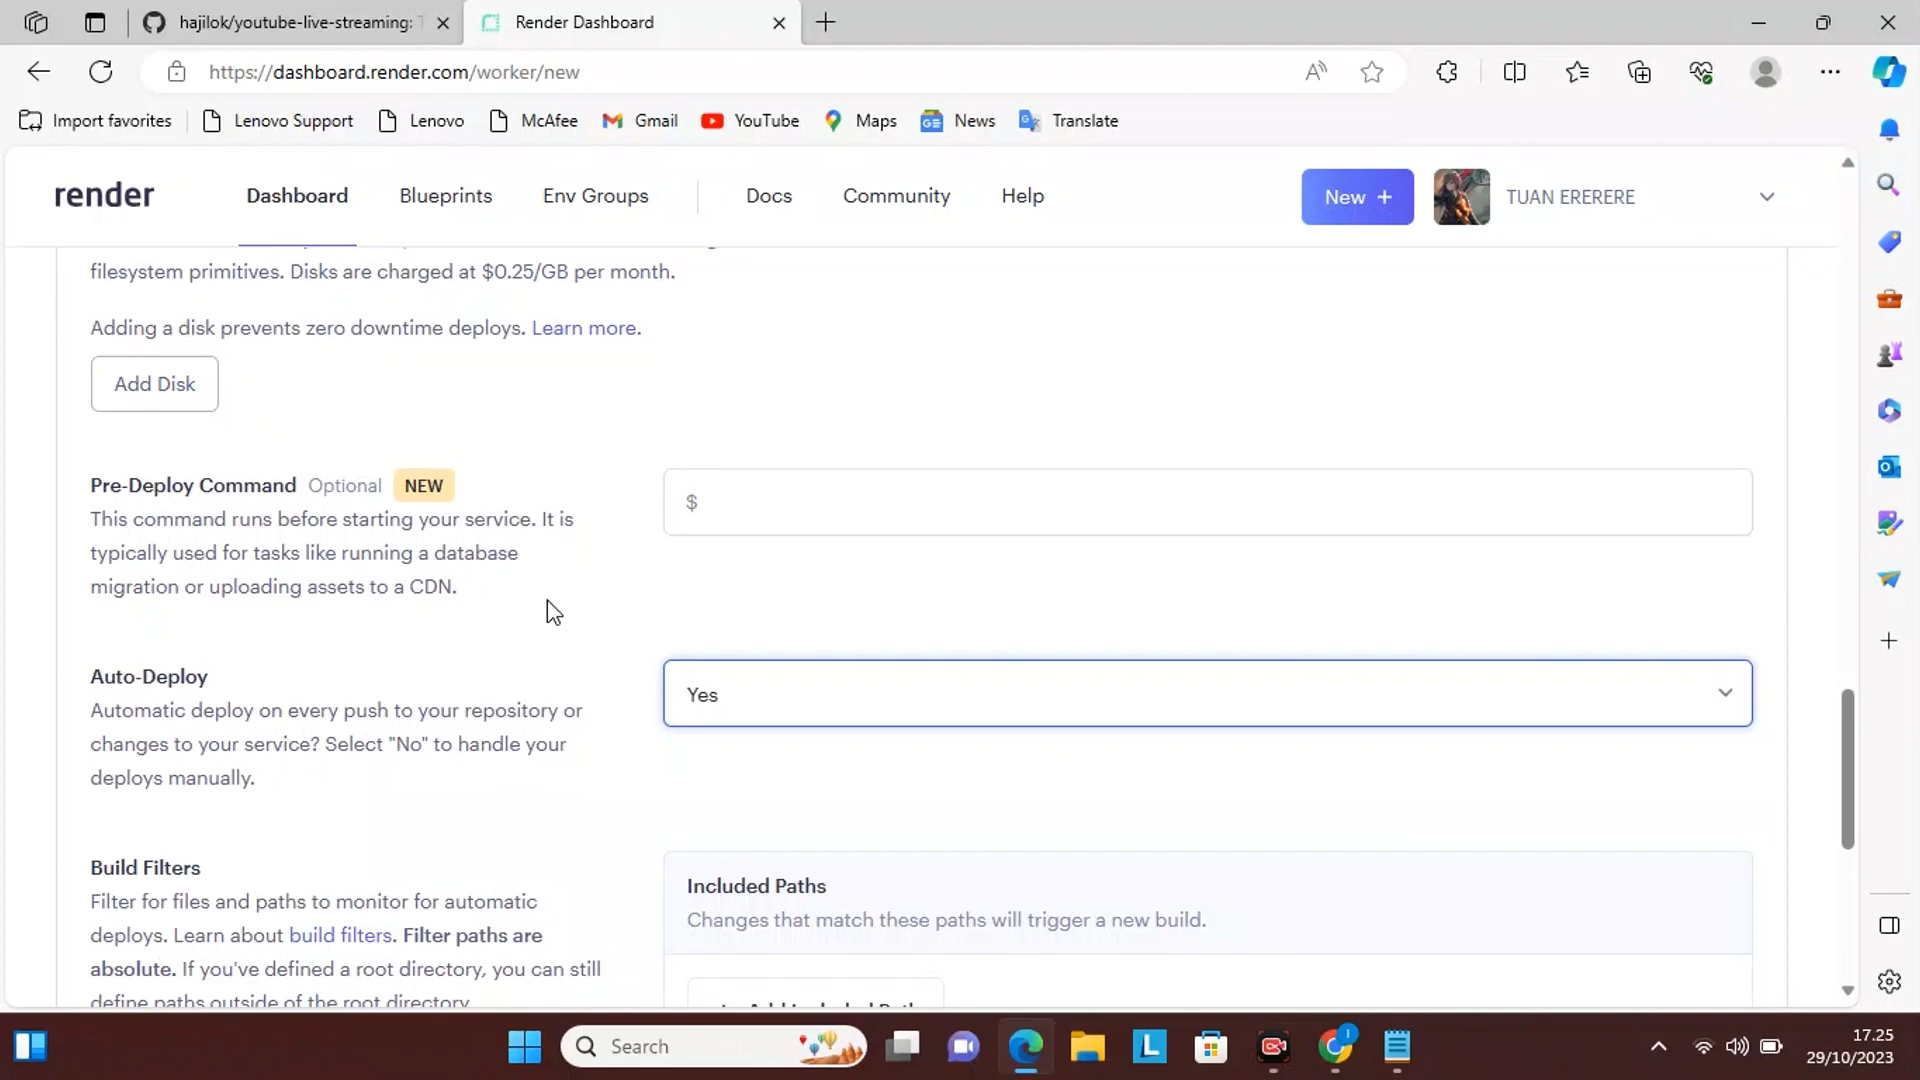 hajilok/youtube-live-streaming: T
Render Dashboard
https://dashboard.render.com/worker/new
Import favorites
Lenovo Support
Lenovo
McAfee
Gmail
YouTube
Maps
News
Translate
render
Dashboard
Blueprints
Env Groups
Docs
Community
Help
New +
TUAN ERERERE
filesystem primitives. Disks are charged at $0.25/GB per month.
Adding a disk prevents zero downtime deploys. Learn more.
Add Disk
Pre-Deploy Command Optional NEW
This command runs before starting your service. It is
typically used for tasks like running a database
migration or uploading assets to a CDN.
$
Auto-Deploy
Automatic deploy on every push to your repository or
changes to your service? Select "No" to handle your
deploys manually.
Yes
Build Filters
Filter for files and paths to monitor for automatic
deploys. Learn about build filters. Filter paths are
absolute. If you've defined a root directory, you can still
define paths outside of the root directory.
Included Paths
Changes that match these paths will trigger a new build.
Search
17.25
29/10/2023